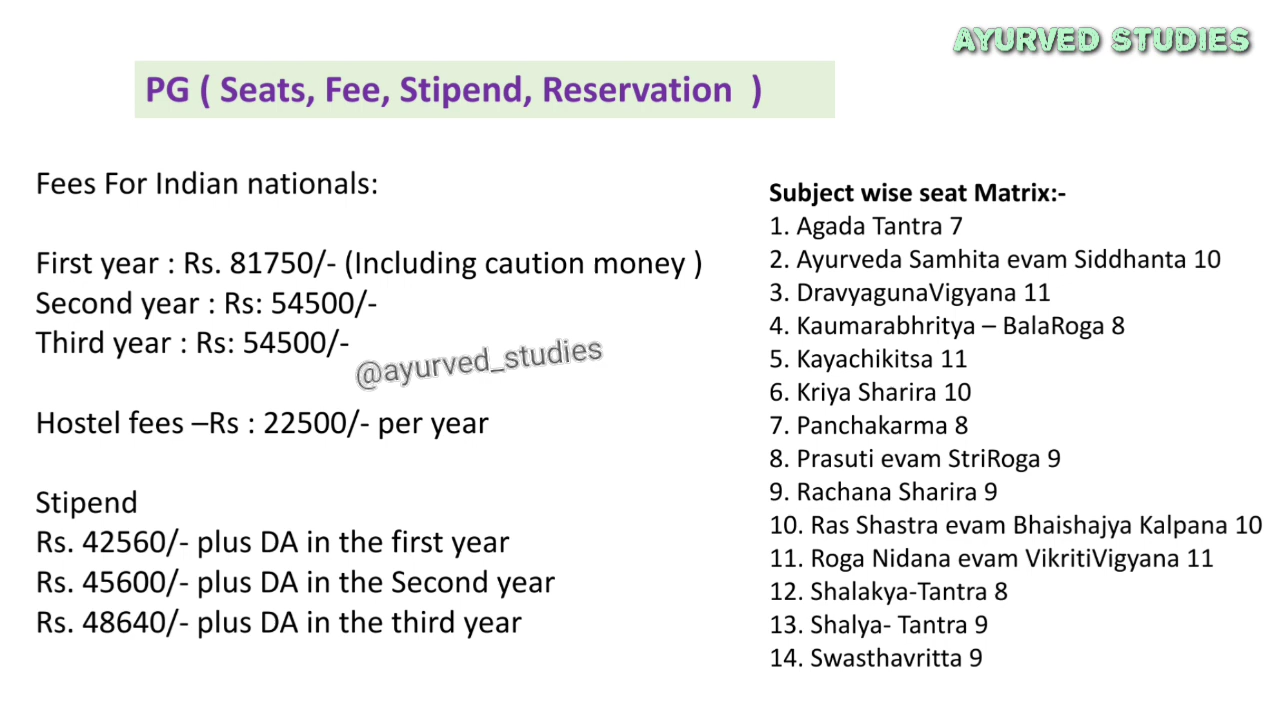 AYURVED STUDIES
PG ( Seats, Fee, Stipend, Reservation )
Fees For Indian nationals:
First year : Rs. 81750/- (Including caution money )
Second year : Rs: 54500/-
Third year : Rs: 54500/-
@ayurved_studies
Hostel fees –Rs : 22500/- per year
Stipend
Rs. 42560/- plus DA in the first year
Rs. 45600/- plus DA in the Second year
Rs. 48640/- plus DA in the third year
Subject wise seat Matrix:-
1. Agada Tantra 7
2. Ayurveda Samhita evam Siddhanta 10
3. DravyagunaVigyana 11
4. Kaumarabhritya – BalaRoga 8
5. Kayachikitsa 11
6. Kriya Sharira 10
7. Panchakarma 8
8. Prasuti evam StriRoga 9
9. Rachana Sharira 9
10. Ras Shastra evam Bhaishajya Kalpana 10
11. Roga Nidana evam VikritiVigyana 11
12. Shalakya-Tantra 8
13. Shalya- Tantra 9
14. Swasthavritta 9